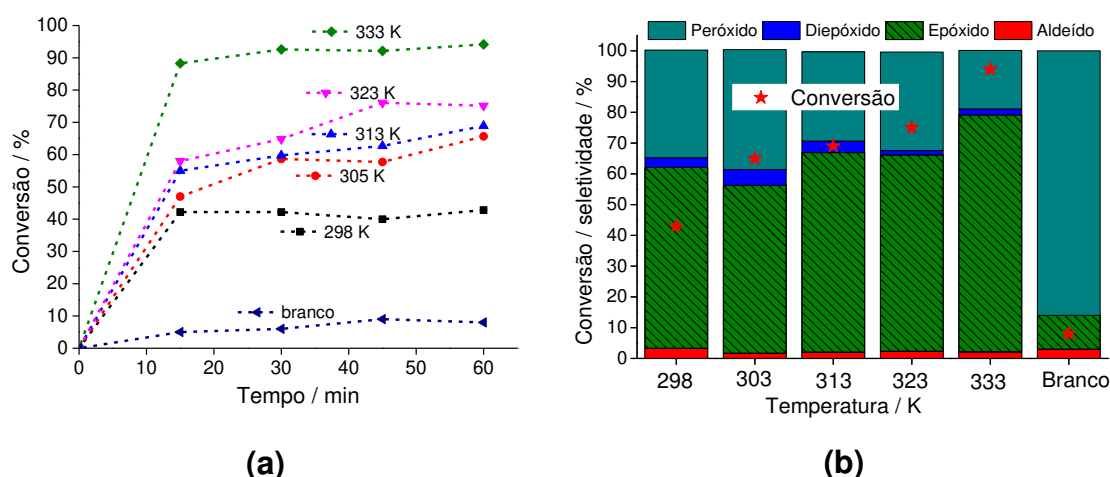 Conversão / %
100
90
80
70
60
50
40
30
20
10
0
333 K
323 K
313 K
305 K
298 K
branco
0 10 20 30 40 50 60
Tempo / min
(a)
Peróxido Diepóxido Epóxido Aldeído
Conversão / seletividade / %
100
90
80
70
60
50
40
30
20
10
0
Conversão
298 303 313 323 333 Branco
Temperatura / K
(b)